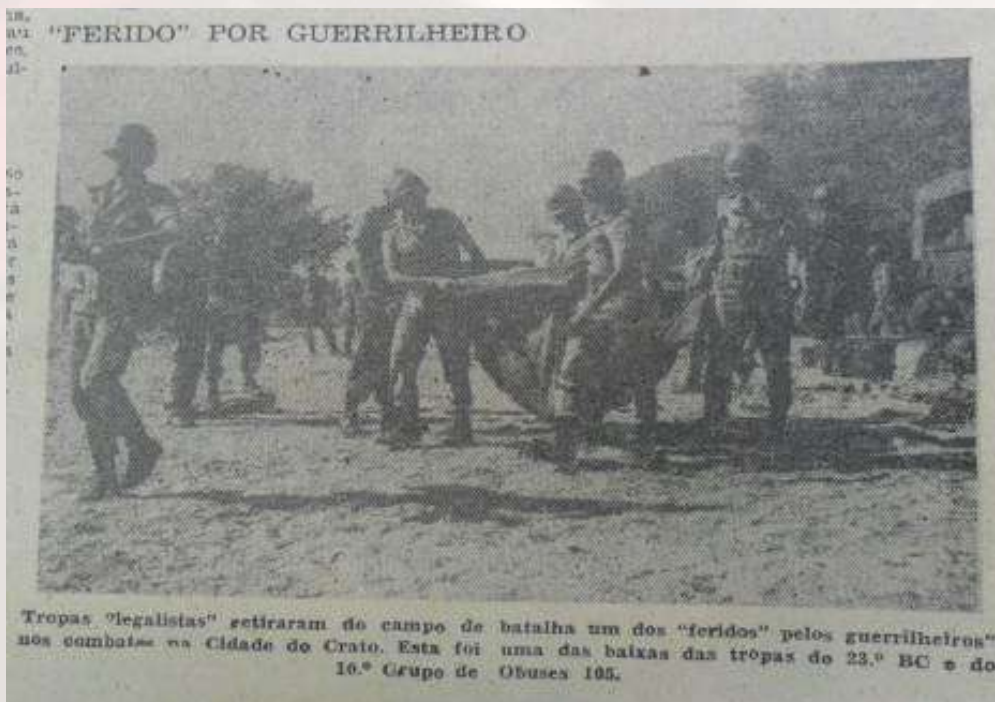 "FERIDO" POR GUERRILHEIRO
Tropas "legalistas" retiraram do campo de batalha um dos "feridos" pelos guerrilheiros"
nos combates na Cidade do Crato. Esta foi uma das baixas das tropas do 23.º BC e do
10.º Grupo de Obuses 105.